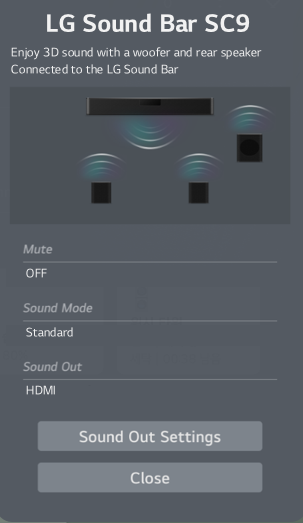 LG Sound Bar SC9
Enjoy 3D sound with a woofer and rear speaker
Connected to the LG Sound Bar
Mute
OFF
Sound Mode
Standard
Sound Out
HDMI
Sound Out Settings
Close